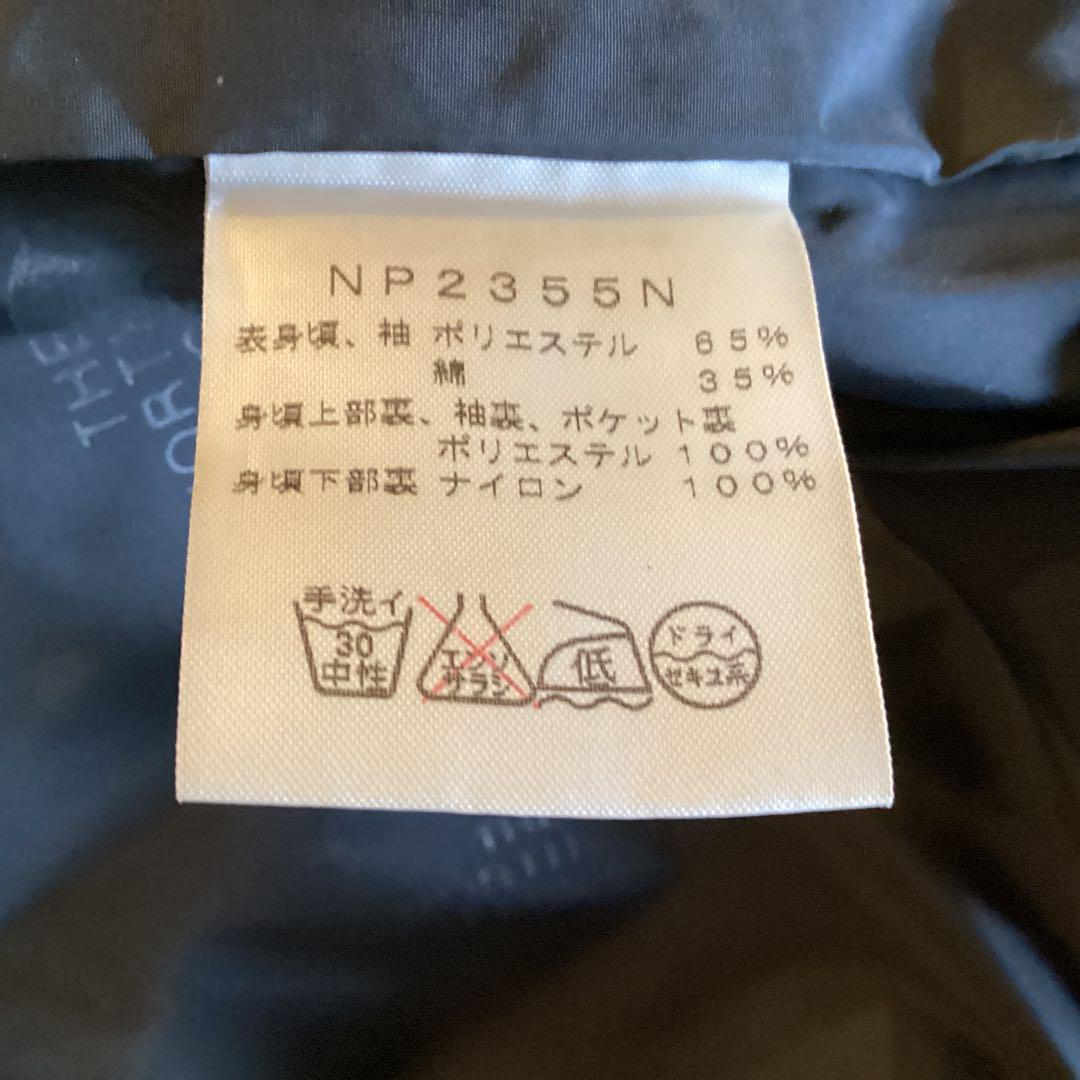 NP2355N
表身頃、袖 ポリエステル 65%
綿 35%
身頃上部裏、袖裏、ポケット裏
ポリエステル 100%
身頃下部裏 ナイロン 100%
手洗イ
30
中性
エンソ
サラシ
低
ドライ
セキユ系
THE